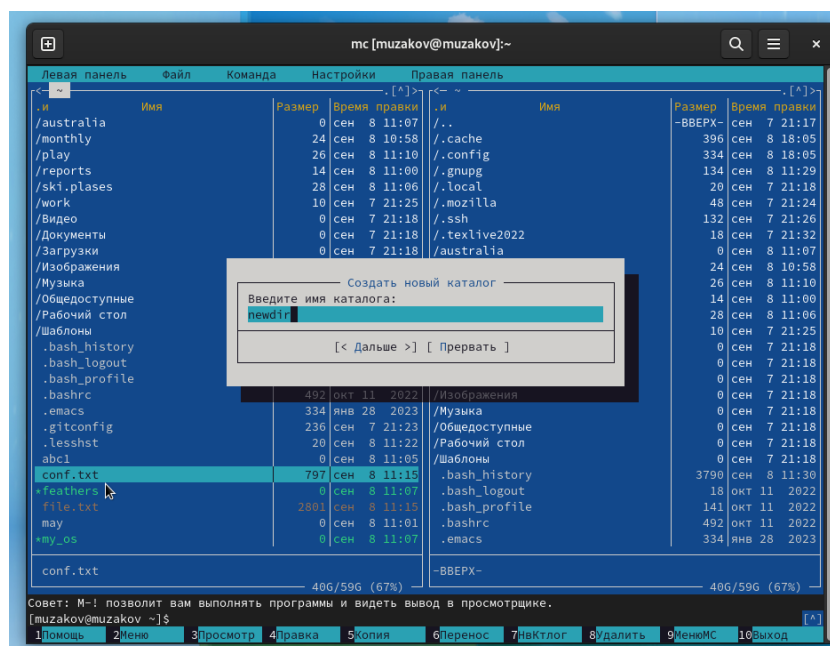 mc [muzakov@muzakov]:~
Левая панель Файл Команда Настройки Правая панель
<— ~ .[^]> <— ~ .[^]>
.и Имя Размер Время правки .и Имя Размер Время правки
/australia 0 сен 8 11:07 /.. -ВВЕРХ- сен 7 21:17
/monthly 24 сен 8 10:58 /.cache 396 сен 8 18:05
/play 26 сен 8 11:10 /.config 334 сен 8 18:05
/reports 14 сен 8 11:00 /.gnupg 134 сен 8 11:29
/ski.plases 28 сен 8 11:06 /.local 20 сен 7 21:18
/work 10 сен 7 21:25 /.mozilla 48 сен 7 21:24
/Видео 0 сен 7 21:18 /.ssh 132 сен 7 21:26
/Документы 0 сен 7 21:18 /.texlive2022 18 сен 7 21:32
/Загрузки 0 сен 7 21:18 /australia 0 сен 8 11:07
/Изображения 24 сен 8 10:58
/Музыка Создать новый каталог 26 сен 8 11:10
/Общедоступные Введите имя каталога: 14 сен 8 11:00
/Рабочий стол newdir 28 сен 8 11:06
/Шаблоны 10 сен 7 21:25
.bash_history [< Дальше >] [ Прервать ] 0 сен 7 21:18
.bash_logout 0 сен 7 21:18
.bash_profile 0 сен 7 21:18
.bashrc 492 окт 11 2022 /Изображения 0 сен 7 21:18
.emacs 334 янв 28 2023 /Музыка 0 сен 7 21:18
.gitconfig 236 сен 7 21:23 /Общедоступные 0 сен 7 21:18
.lesshst 20 сен 8 11:22 /Рабочий стол 0 сен 7 21:18
abc1 0 сен 8 11:05 /Шаблоны 0 сен 7 21:18
conf.txt 797 сен 8 11:15 .bash_history 3790 сен 8 11:30
*feathers 0 сен 8 11:07 .bash_logout 18 окт 11 2022
file.txt 2801 сен 8 11:15 .bash_profile 141 окт 11 2022
may 0 сен 8 11:01 .bashrc 492 окт 11 2022
*my_os 0 сен 8 11:07 .emacs 334 янв 28 2023
conf.txt -ВВЕРХ-
40G/59G (67%) 40G/59G (67%)
Совет: M-! позволит вам выполнять программы и видеть вывод в просмотрщике.
[muzakov@muzakov ~]$ [^]
1Помощь 2Меню 3Просмотр 4Правка 5Копия 6Перенос 7НвКтлог 8Удалить 9МенюMC 10Выход